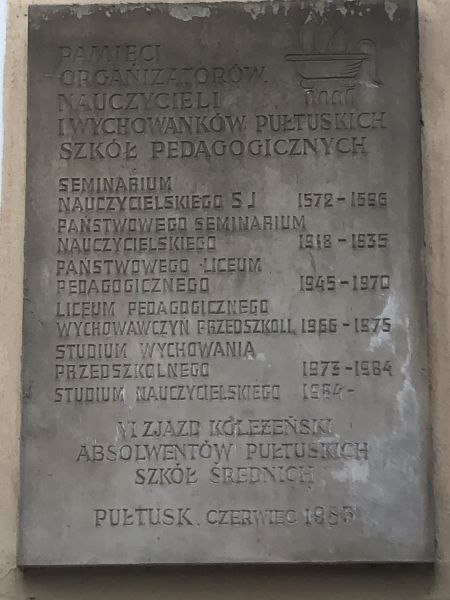 PAMIĘCI
ORGANIZATORÓW
NAUCZYCIELI
I WYCHOWANKÓW PUŁTUSKICH
SZKÓŁ PEDAGOGICZNYCH
SEMINARIUM
NAUCZYCIELSKIEGO SJ 1572-1596
PAŃSTWOWEGO SEMINARIUM
NAUCZYCIELSKIEGO 1918-1935
PAŃSTWOWEGO LICEUM
PEDAGOGICZNEGO 1945-1970
LICEUM PEDAGOGICZNEGO
WYCHOWAWCZYŃ PRZEDSZKOLI 1966-1975
STUDIUM WYCHOWANIA
PRZEDSZKOLNEGO 1973-1984
STUDIUM NAUCZYCIELSKIEGO 1984-
VI ZJAZD KOLEŻEŃSKI
ABSOLWENTÓW PUŁTUSKICH
SZKÓŁ ŚREDNICH
PUŁTUSK, CZERWIEC